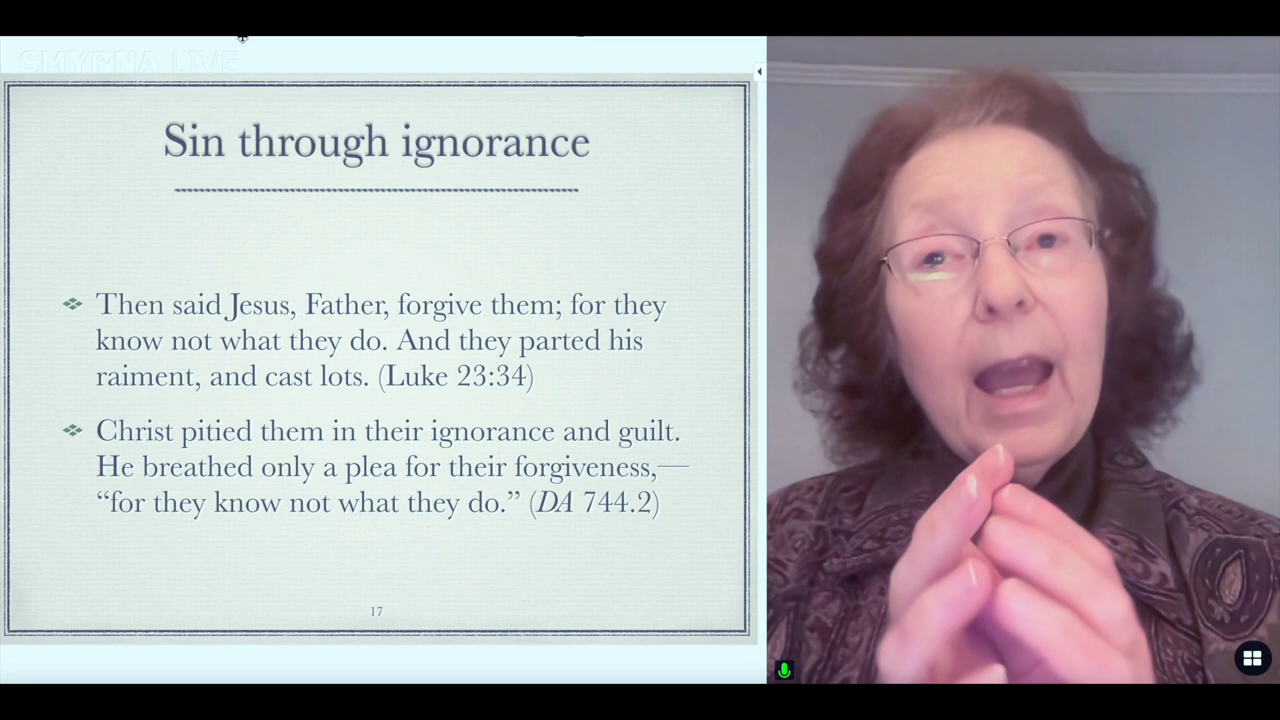 SMYRNA LIVE
Sin through ignorance
Then said Jesus, Father, forgive them; for they
know not what they do. And they parted his
raiment, and cast lots. (Luke 23:34)
Christ pitied them in their ignorance and guilt.
He breathed only a plea for their forgiveness,—
“for they know not what they do.” (DA 744.2)
17